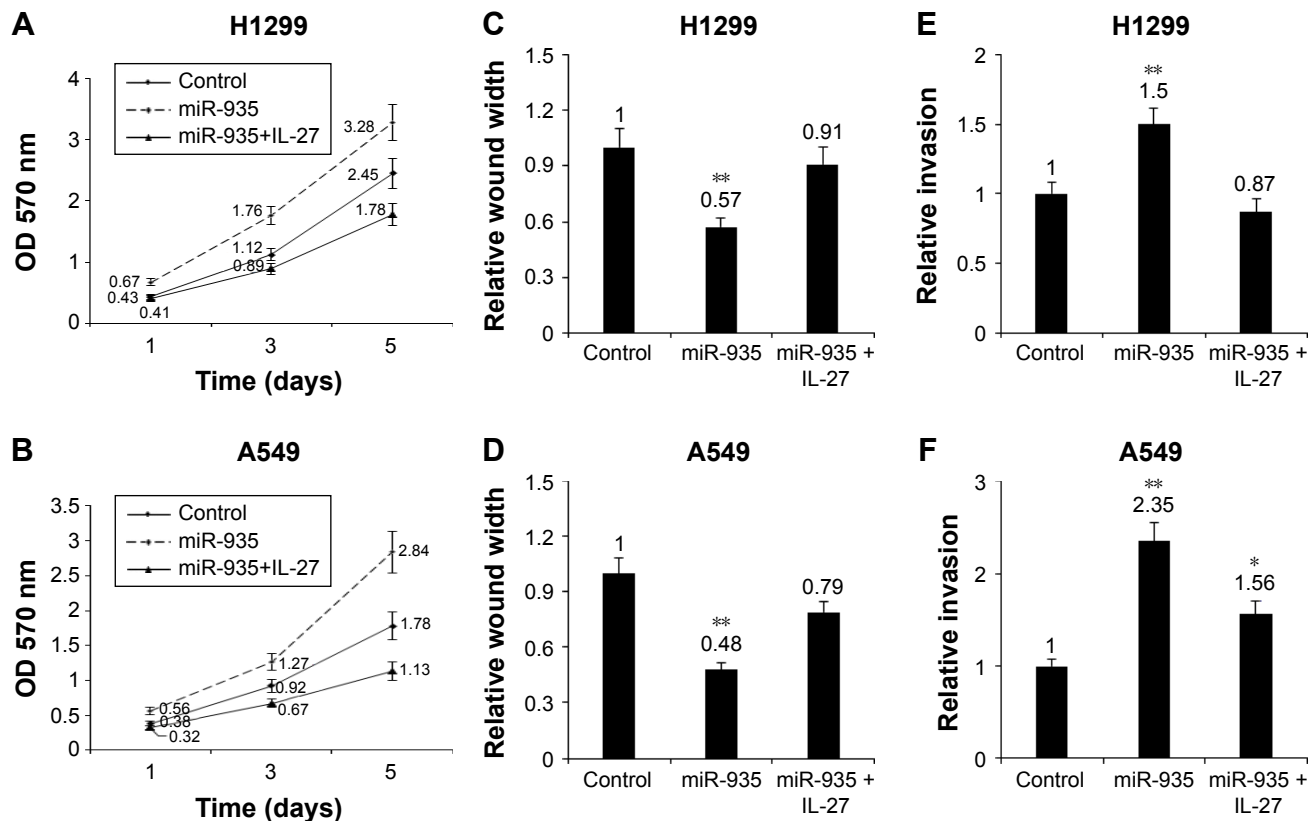 A
H1299
OD 570 nm
4
3
2
1
0
Control
miR-935
miR-935+IL-27
0.67
0.43
0.41
1.76
1.12
0.89
3.28
2.45
1.78
1
3
5
Time (days)
B
A549
OD 570 nm
3.5
3
2.5
2
1.5
1
0.5
0
Control
miR-935
miR-935+IL-27
0.56
0.38
0.32
1.27
0.92
0.67
2.84
1.78
1.13
1
3
5
Time (days)
C
H1299
Relative wound width
1.5
1.2
0.9
0.6
0.3
0
1
**
0.57
0.91
Control
miR-935
miR-935 +
IL-27
D
A549
Relative wound width
1.5
1.2
0.9
0.6
0.3
0
1
**
0.48
0.79
Control
miR-935
miR-935 +
IL-27
E
H1299
Relative invasion
2
1.5
1
0.5
0
1
**
1.5
0.87
Control
miR-935
miR-935 +
IL-27
F
A549
Relative invasion
3
2
1
0
1
**
2.35
*
1.56
Control
miR-935
miR-935 +
IL-27